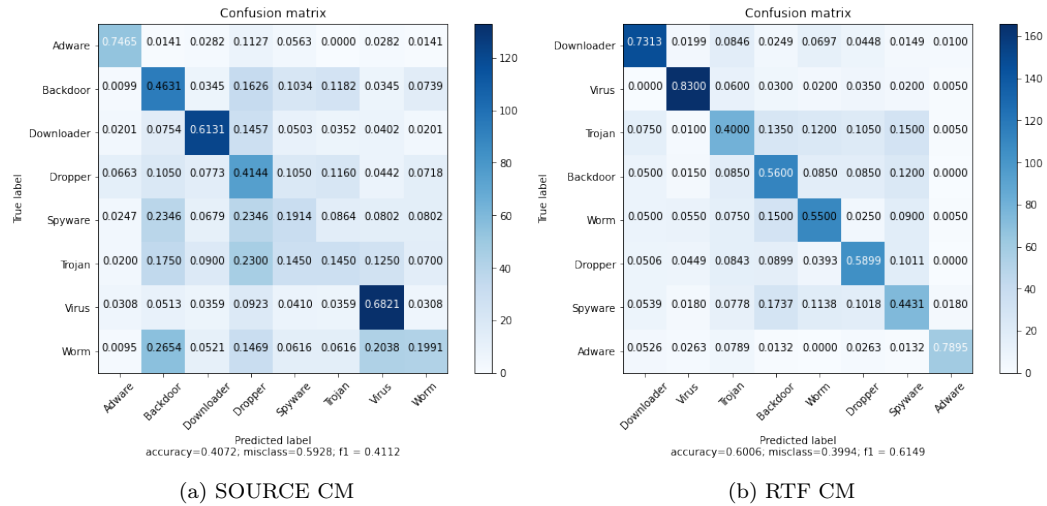 Confusion matrix
Adware 0.7465 0.0141 0.0282 0.1127 0.0563 0.0000 0.0282 0.0141
Backdoor 0.0099 0.4631 0.0345 0.1626 0.1034 0.1182 0.0345 0.0739
Downloader 0.0201 0.0754 0.6131 0.1457 0.0503 0.0352 0.0402 0.0201
Dropper 0.0663 0.1050 0.0773 0.4144 0.1050 0.1160 0.0442 0.0718
Spyware 0.0247 0.2346 0.0679 0.2346 0.1914 0.0864 0.0802 0.0802
Trojan 0.0200 0.1750 0.0900 0.2300 0.1450 0.1450 0.1250 0.0700
Virus 0.0308 0.0513 0.0359 0.0923 0.0410 0.0359 0.6821 0.0308
Worm 0.0095 0.2654 0.0521 0.1469 0.0616 0.0616 0.2038 0.1991
True label
Adware Backdoor Downloader Dropper Spyware Trojan Virus Worm
Predicted label
accuracy=0.4072; misclass=0.5928; f1 = 0.4112
120
100
80
60
40
20
0
(a) SOURCE CM
Confusion matrix
Downloader 0.7313 0.0199 0.0846 0.0249 0.0697 0.0448 0.0149 0.0100
Virus 0.0000 0.8300 0.0600 0.0300 0.0200 0.0350 0.0200 0.0050
Trojan 0.0750 0.0100 0.4000 0.1350 0.1200 0.1050 0.1500 0.0050
Backdoor 0.0500 0.0150 0.0850 0.5600 0.0850 0.0850 0.1200 0.0000
Worm 0.0500 0.0550 0.0750 0.1500 0.5500 0.0250 0.0900 0.0050
Dropper 0.0506 0.0449 0.0843 0.0899 0.0393 0.5899 0.1011 0.0000
Spyware 0.0539 0.0180 0.0778 0.1737 0.1138 0.1018 0.4431 0.0180
Adware 0.0526 0.0263 0.0789 0.0132 0.0000 0.0263 0.0132 0.7895
True label
Downloader Virus Trojan Backdoor Worm Dropper Spyware Adware
Predicted label
accuracy=0.6006; misclass=0.3994; f1 = 0.6149
160
140
120
100
80
60
40
20
0
(b) RTF CM